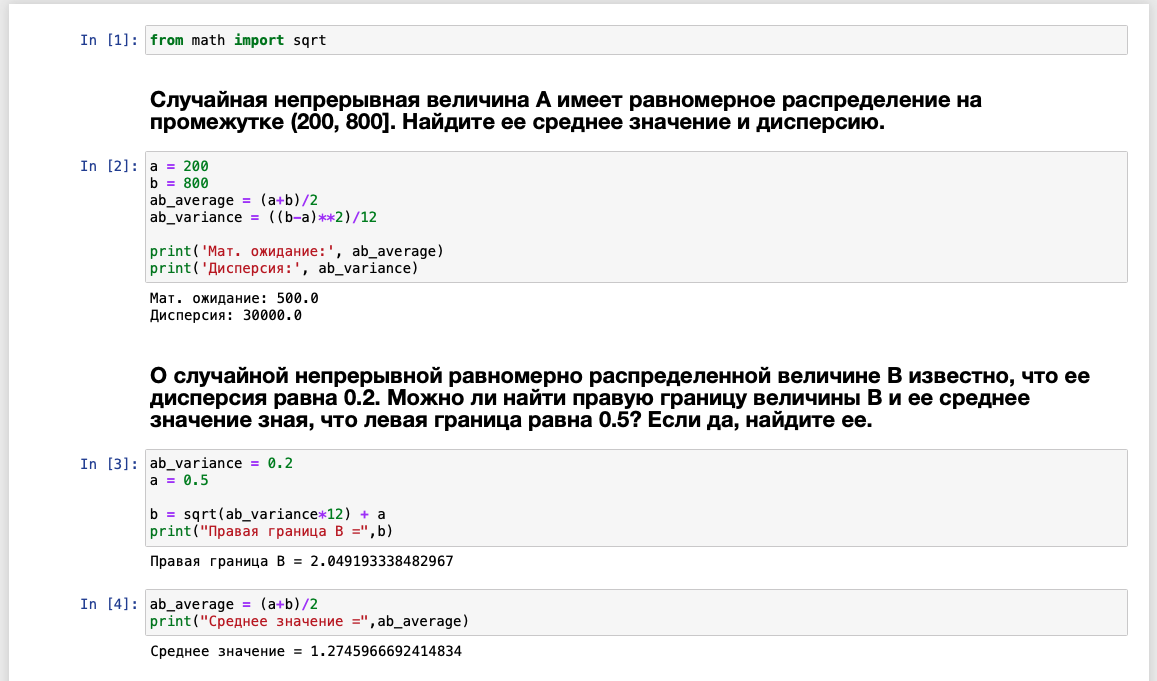 In [1]: from math import sqrt
Случайная непрерывная величина A имеет равномерное распределение на
промежутке (200, 800]. Найдите ее среднее значение и дисперсию.
In [2]: a = 200
b = 800
ab_average = (a+b)/2
ab_variance = ((b-a)**2)/12
print('Мат. ожидание:', ab_average)
print('Дисперсия:', ab_variance)
Мат. ожидание: 500.0
Дисперсия: 30000.0
О случайной непрерывной равномерно распределенной величине B известно, что ее
дисперсия равна 0.2. Можно ли найти правую границу величины B и ее среднее
значение зная, что левая граница равна 0.5? Если да, найдите ее.
In [3]: ab_variance = 0.2
a = 0.5
b = sqrt(ab_variance*12) + a
print("Правая граница B =",b)
Правая граница B = 2.049193338482967
In [4]: ab_average = (a+b)/2
print("Среднее значение =",ab_average)
Среднее значение = 1.2745966692414834